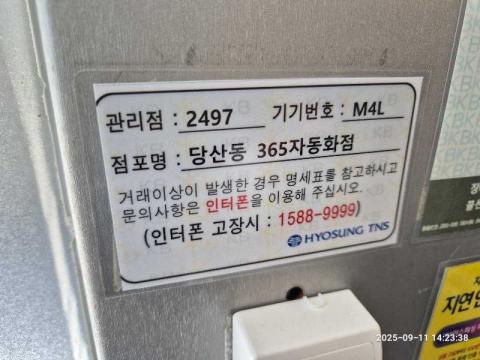 관리점 : 2497 기기번호 : M4L
점포명 : 당산동 365자동화점
거래이상이 발생한 경우 명세표를 참고하시고
문의사항은 인터폰을 이용해 주십시오.
(인터폰 고장시 : 1588-9999)
HYOSUNG TNS
지연인
2025-09-11 14:23:38